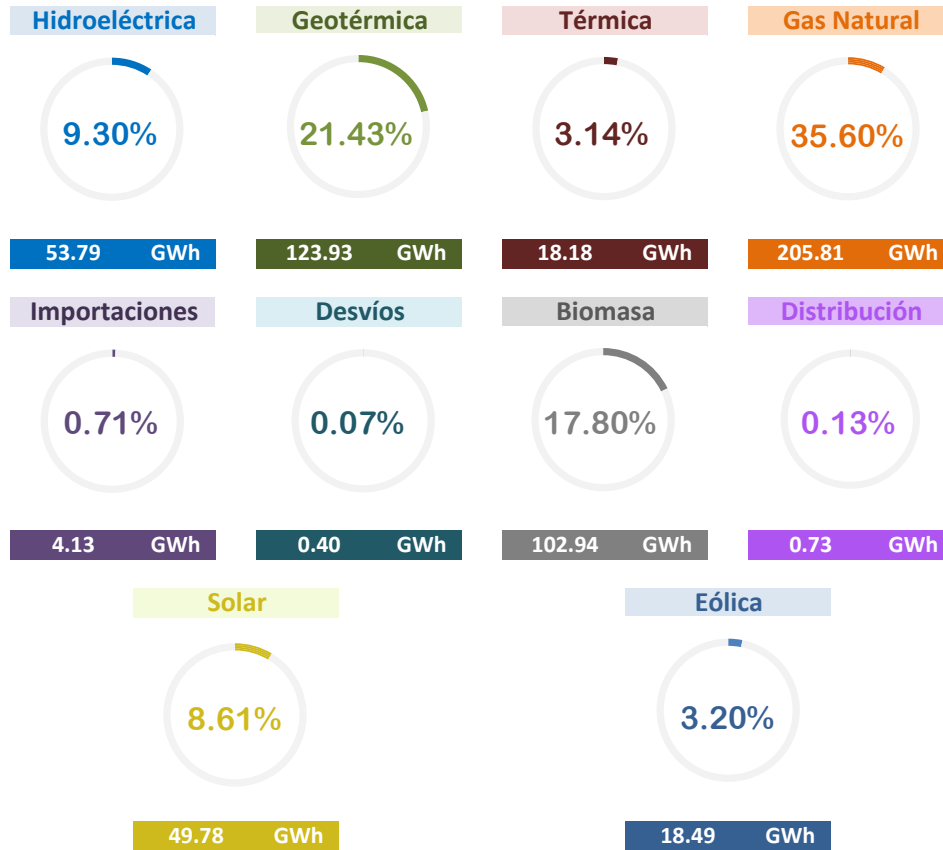 Hidroeléctrica
9.30%
53.79 GWh
Geotérmica
21.43%
123.93 GWh
Térmica
3.14%
18.18 GWh
Gas Natural
35.60%
205.81 GWh
Importaciones
0.71%
4.13 GWh
Desvíos
0.07%
0.40 GWh
Biomasa
17.80%
102.94 GWh
Distribución
0.13%
0.73 GWh
Solar
8.61%
49.78 GWh
Eólica
3.20%
18.49 GWh